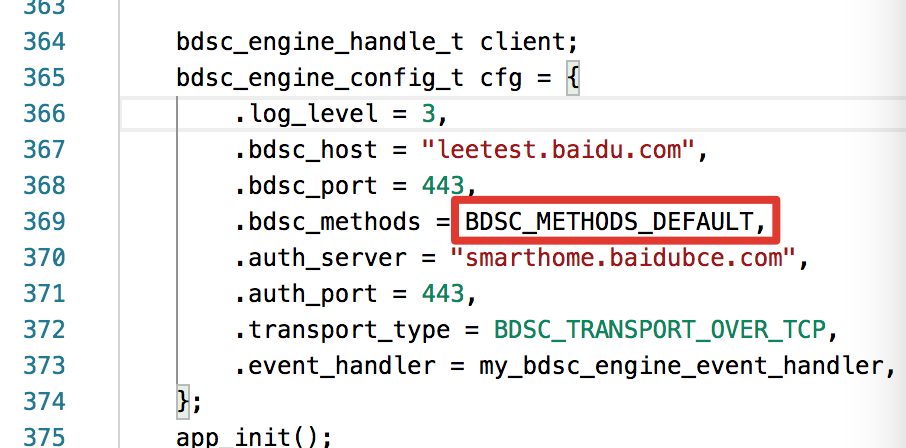 363
364 bdsc_engine_handle_t client;
365 bdsc_engine_config_t cfg = {
366 .log_level = 3,
367 .bdsc_host = "leetest.baidu.com",
368 .bdsc_port = 443,
369 .bdsc_methods = BDSC_METHODS_DEFAULT,
370 .auth_server = "smarthome.baidubce.com",
371 .auth_port = 443,
372 .transport_type = BDSC_TRANSPORT_OVER_TCP,
373 .event_handler = my_bdsc_engine_event_handler,
374 };
375 app_init();